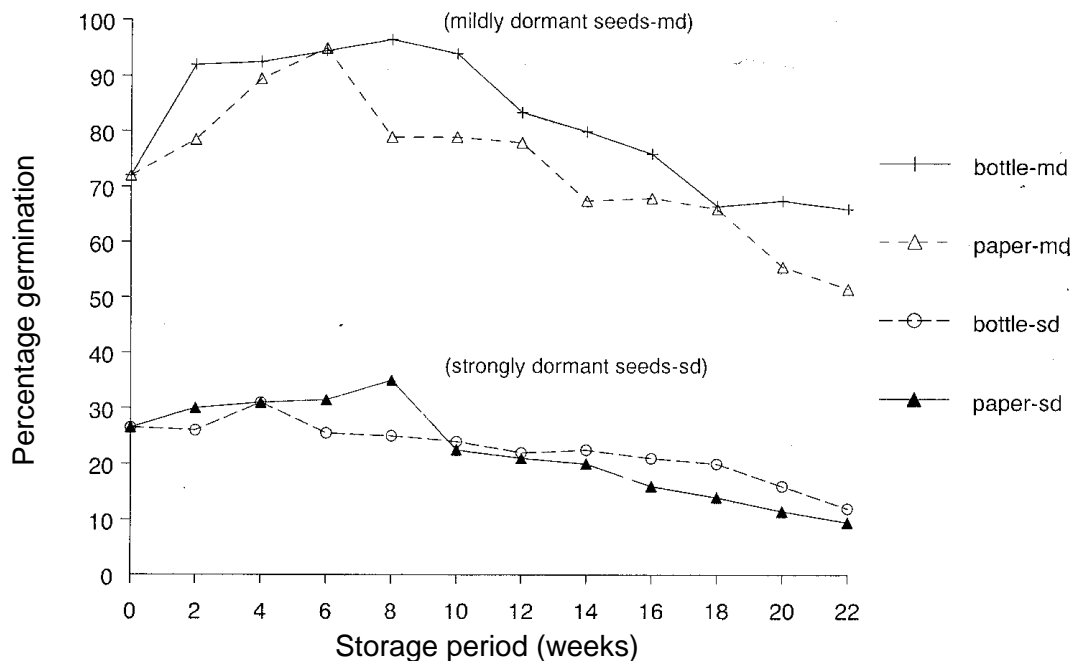 100
(mildly dormant seeds-md)
90
80
70
60
50
40
30
20
10
0
Percentage germination
(strongly dormant seeds-sd)
0 2 4 6 8 10 12 14 16 18 20 22
Storage period (weeks)
bottle-md
paper-md
bottle-sd
paper-sd